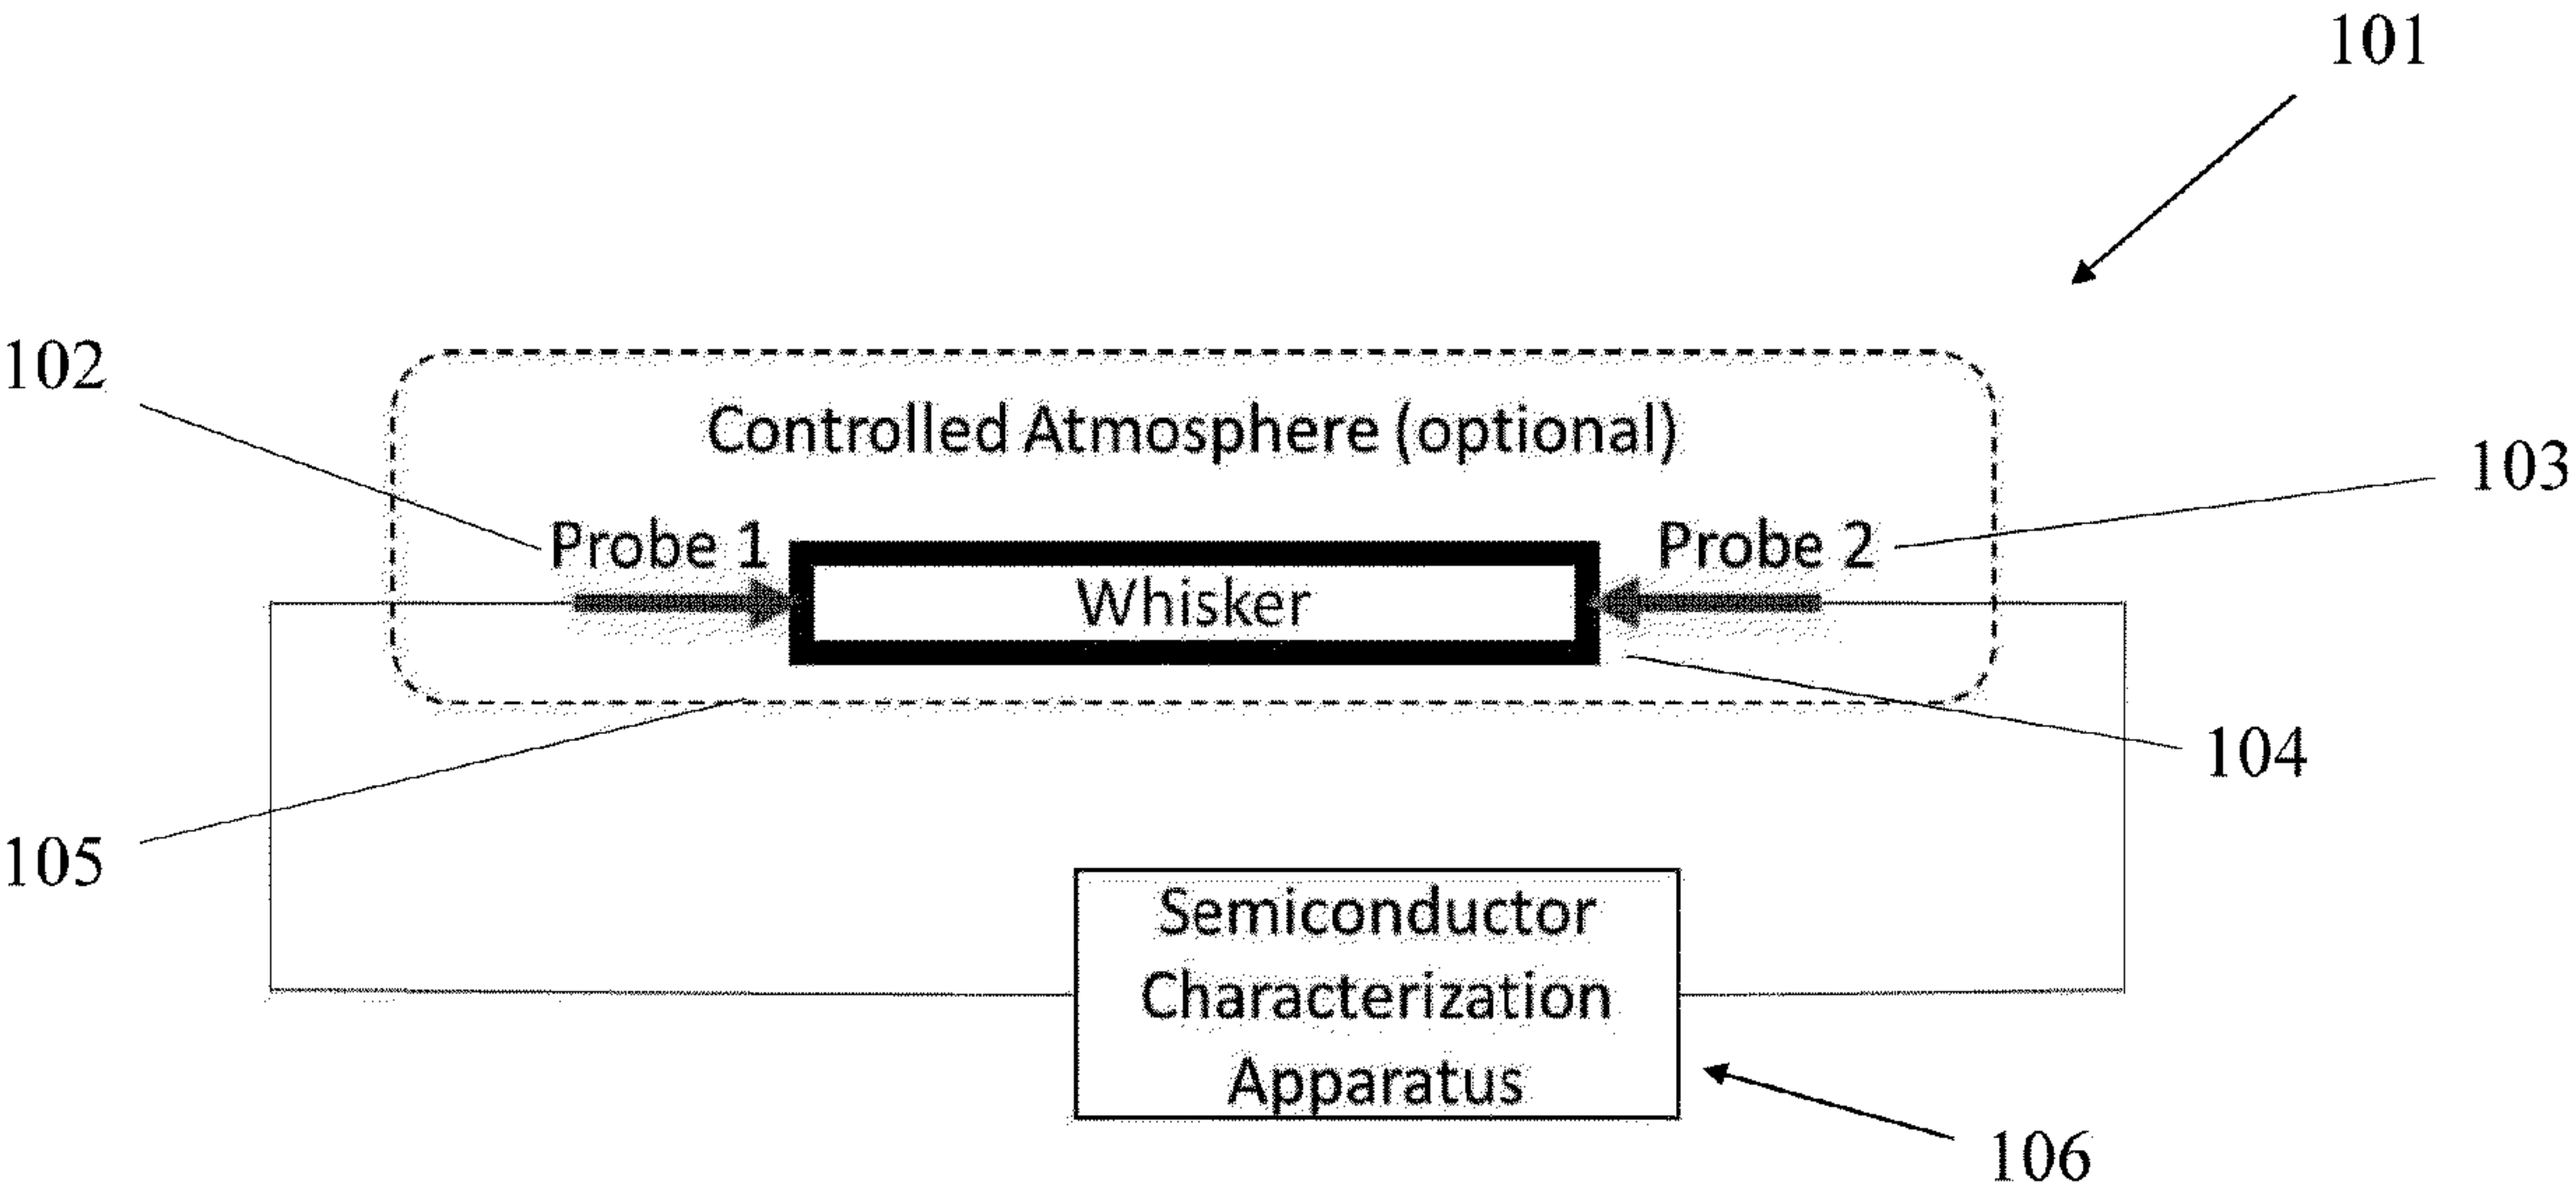 101
102
Controlled Atmosphere (optional)
103
Probe 1
Probe 2
Whisker
104
105
Semiconductor
Characterization
Apparatus
106